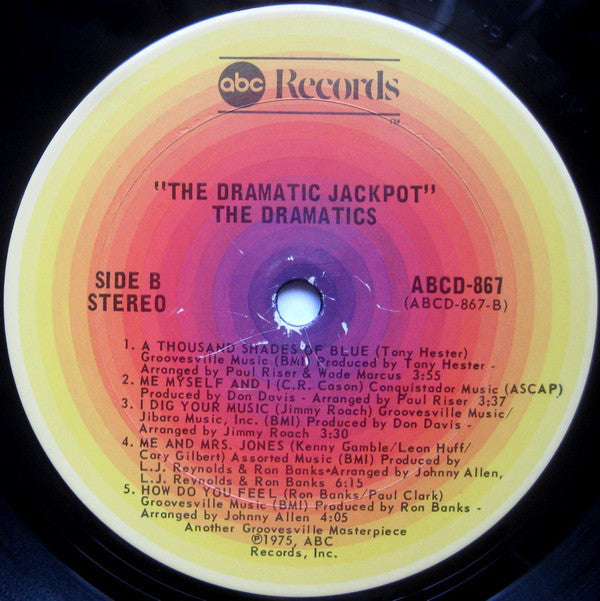 abc Records
TM
"THE DRAMATIC JACKPOT"
THE DRAMATICS
SIDE B
STEREO
ABCD-867
(ABCD-867-B)
1. A THOUSAND SHADES OF BLUE (Tony Hester)
Groovesville Music (BMI) Produced by Tony Hester -
Arranged by Paul Riser & Wade Marcus 3:55
2. ME MYSELF AND I (C.R. Cason) Conquistador Music (ASCAP)
Produced by Don Davis - Arranged by Paul Riser 3:37
3. I DIG YOUR MUSIC (Jimmy Roach) Groovesville Music/
Jibaro Music, Inc. (BMI) Produced by Don Davis -
Arranged by Jimmy Roach 3:30
4. ME AND MRS. JONES (Kenny Gamble/Leon Huff/
Cary Gilbert) Assorted Music (BMI) Produced by
L.J. Reynolds & Ron Banks•Arranged by Johnny Allen,
L.J. Reynolds & Ron Banks 6:15
5. HOW DO YOU FEEL (Ron Banks/Paul Clark)
Groovesville Music (BMI) Produced by Ron Banks -
Arranged by Johnny Allen 4:05
Another Groovesville Masterpiece
℗1975, ABC
Records, Inc.